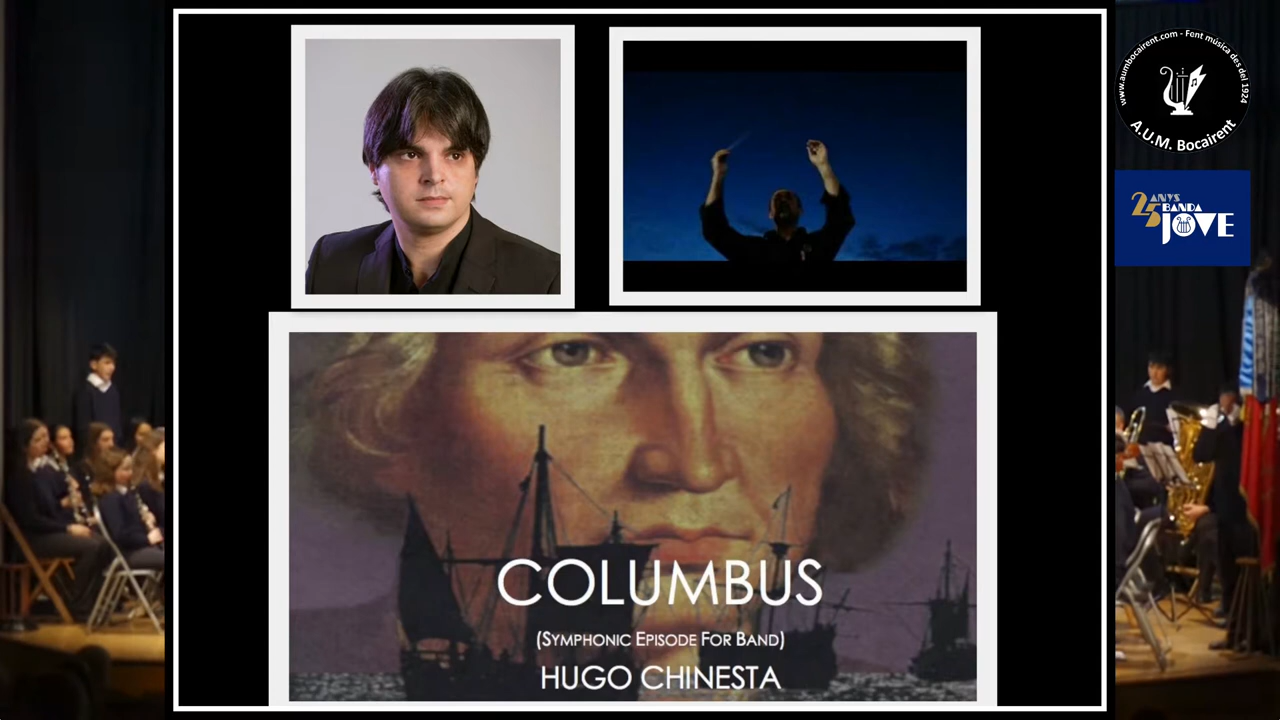 www.aumbocairent.com - Fent música des del 1924
A.U.M. Bocairent
25 ANYS
BANDA
JOVE
COLUMBUS
(SYMPHONIC EPISODE FOR BAND)
HUGO CHINESTA